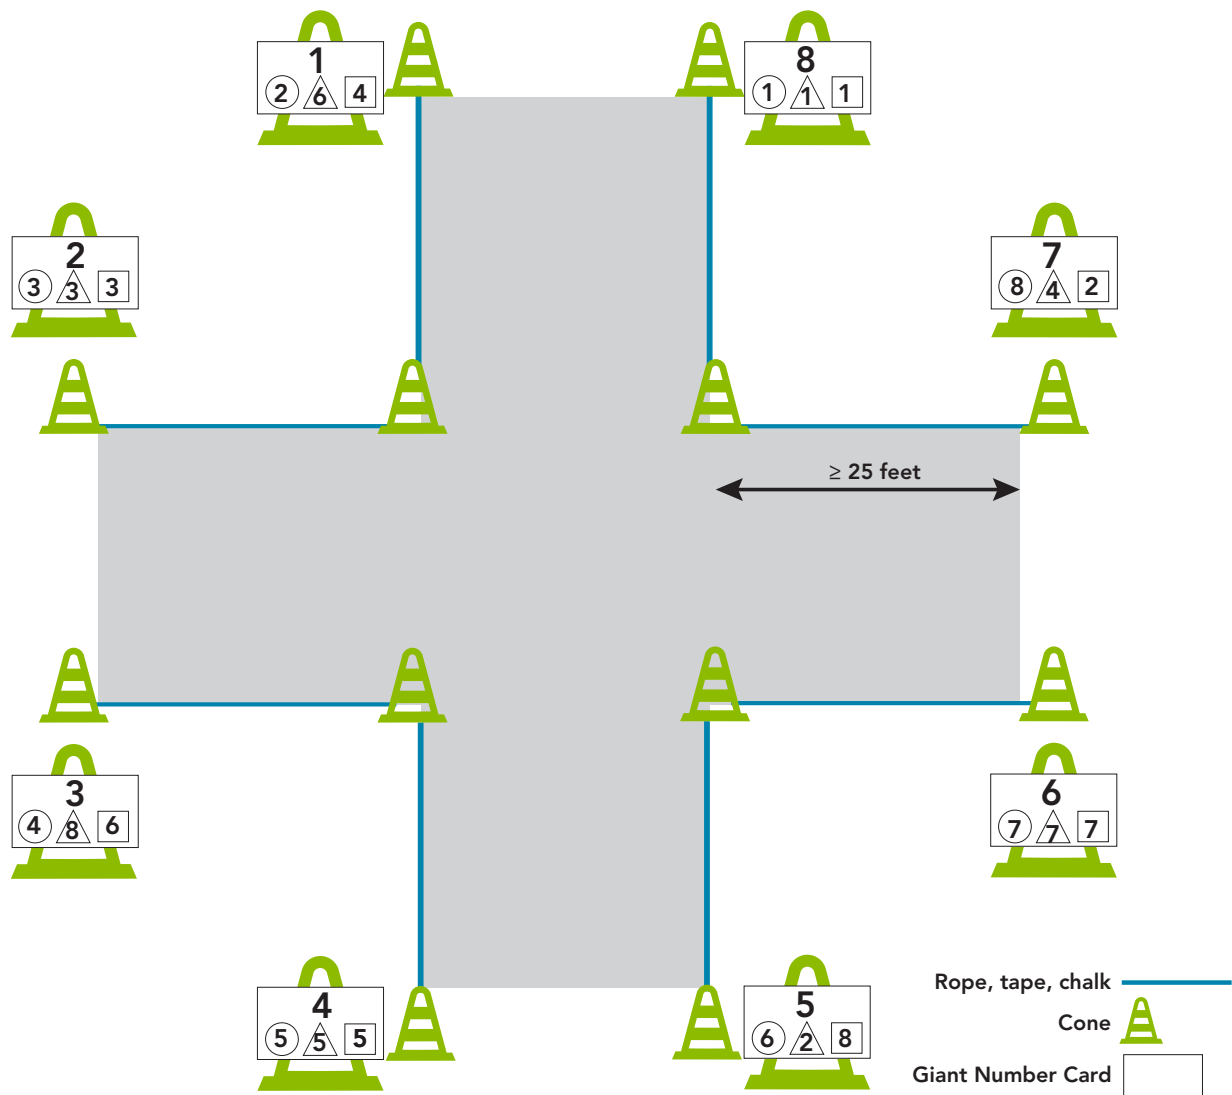 1
2 6 4
8
1 1 1
2
3 3 3
7
8 4 2
≥ 25 feet
3
4 8 6
6
7 7 7
4
5 5 5
5
6 2 8
Rope, tape, chalk
Cone
Giant Number Card